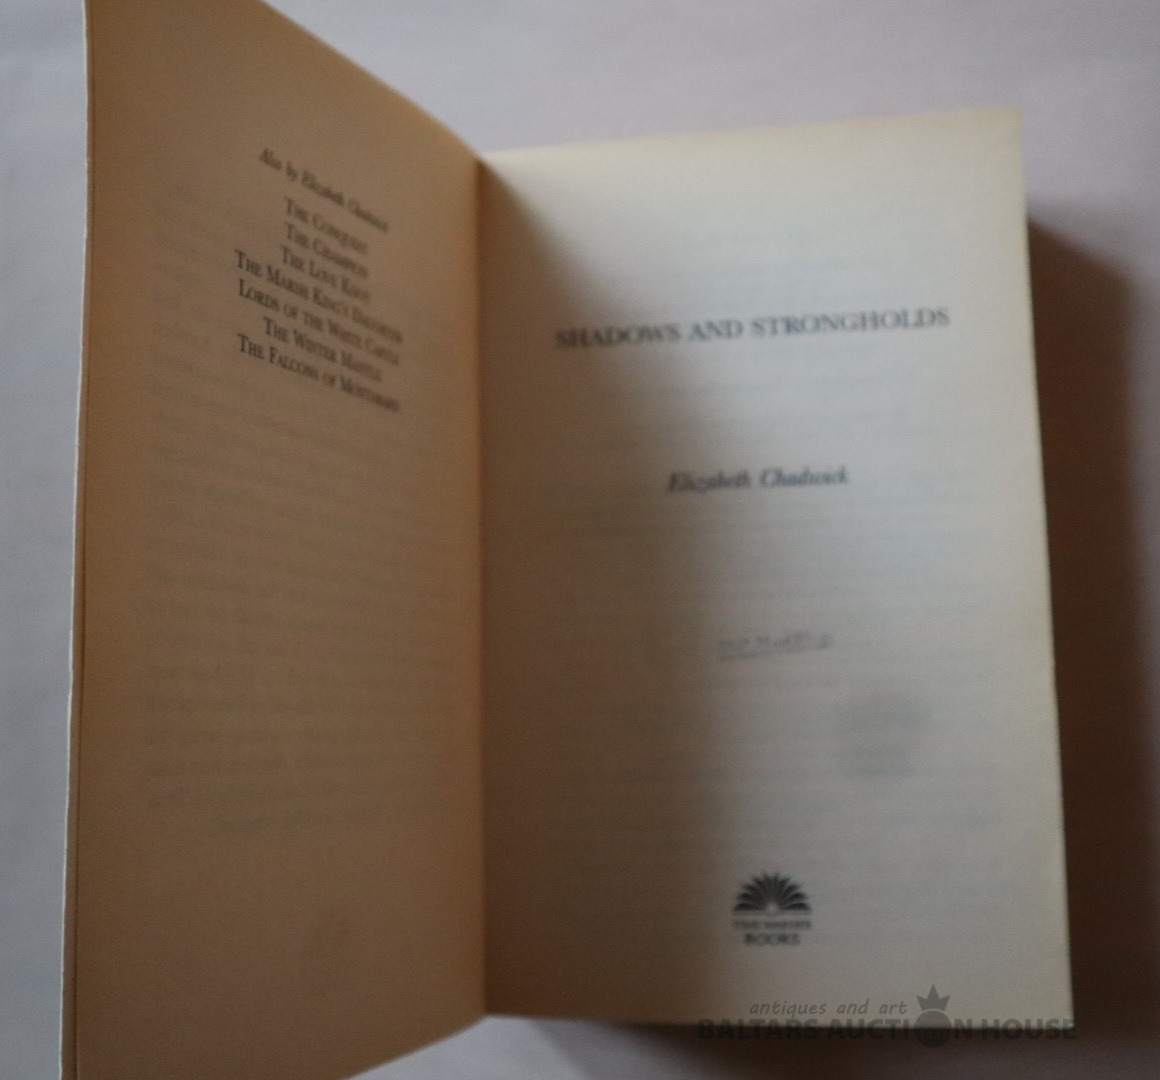 Also by Elizabeth Chadwick
THE CONQUEST
THE CHAMPION
THE LOVE KNOT
THE MARSH KING'S DAUGHTER
LORDS OF THE WHITE CASTLE
THE WINTER MANTLE
THE FALCONS OF MONTABARD
SHADOWS AND STRONGHOLDS
Elizabeth Chadwick
TIME WARNER
BOOKS
antiques and art
BALTARS AUCTION HOUSE